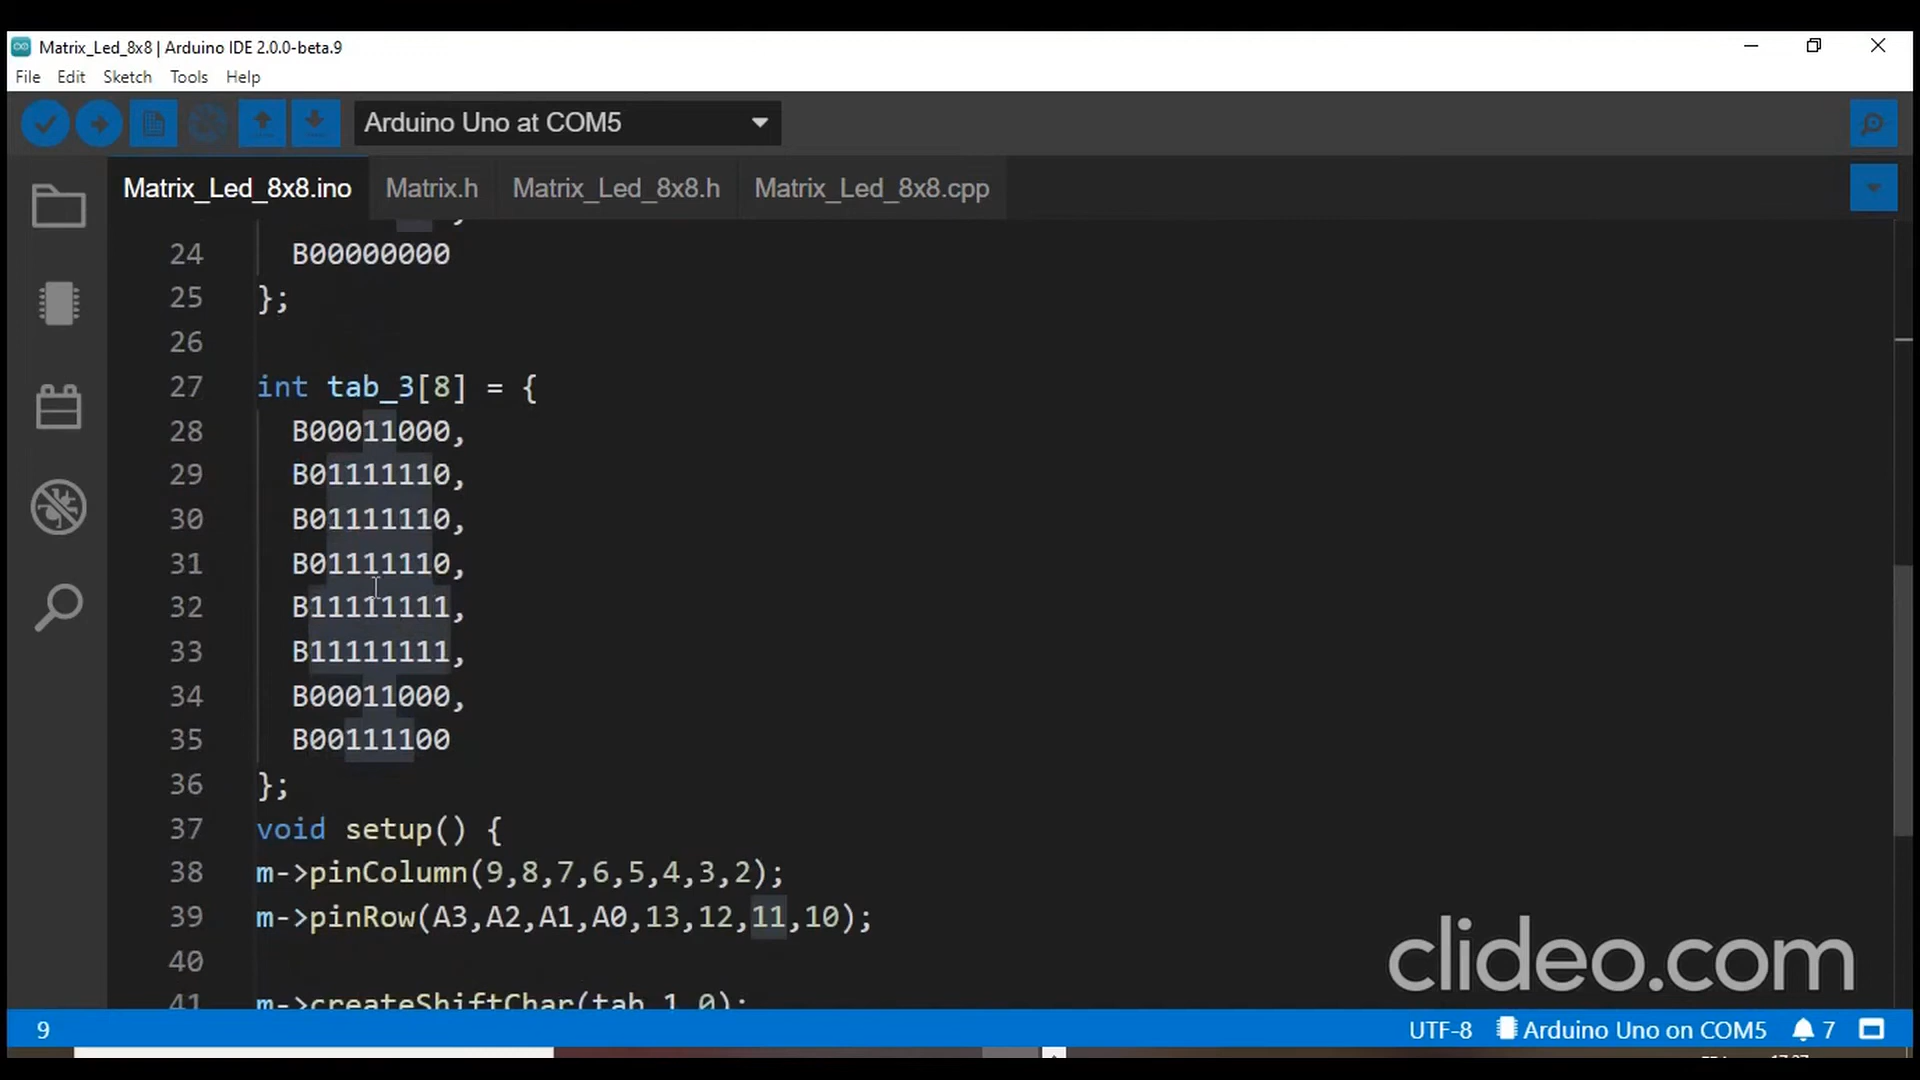 Matrix_Led_8x8 | Arduino IDE 2.0.0-beta.9
File Edit Sketch Tools Help
Arduino Uno at COM5
Matrix_Led_8x8.ino Matrix.h Matrix_Led_8x8.h Matrix_Led_8x8.cpp
24 B00000000
25 };
26
27 int tab_3[8] = {
28 B00011000,
29 B01111110,
30 B01111110,
31 B01111110,
32 B11111111,
33 B11111111,
34 B00011000,
35 B00111100
36 };
37 void setup() {
38 m->pinColumn(9,8,7,6,5,4,3,2);
39 m->pinRow(A3,A2,A1,A0,13,12,11,10);
40
41 m->createShiftChar(tab_1,0);
clideo.com
9 UTF-8 Arduino Uno on COM5 7